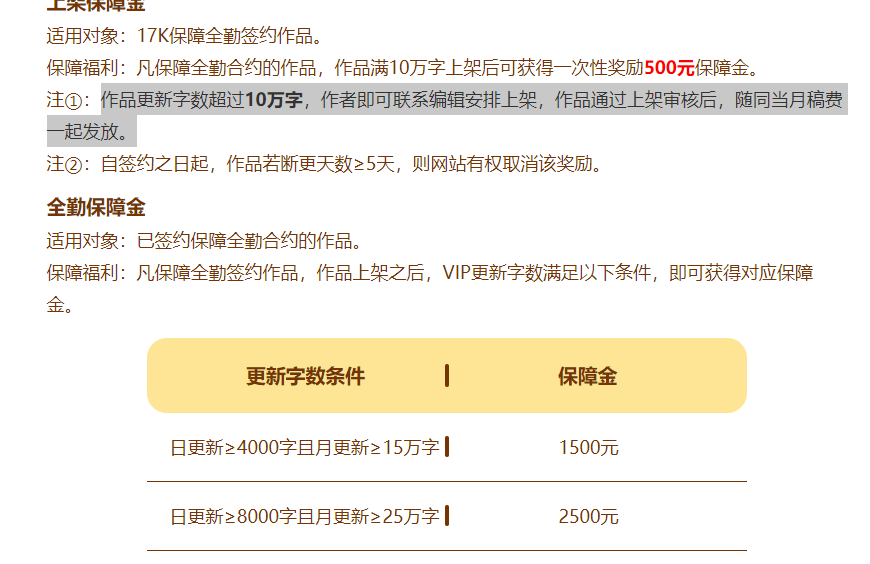 上架保障金
适用对象：17K保障全勤签约作品。
保障福利：凡保障全勤合约的作品，作品满10万字上架后可获得一次性奖励500元保障金。
注①：作品更新字数超过10万字，作者即可联系编辑安排上架，作品通过上架审核后，随同当月稿费
一起发放。
注②：自签约之日起，作品若断更天数≥5天，则网站有权取消该奖励。
全勤保障金
适用对象：已签约保障全勤合约的作品。
保障福利：凡保障全勤签约作品，作品上架之后，VIP更新字数满足以下条件，即可获得对应保障
金。
更新字数条件 保障金
日更新≥4000字且月更新≥15万字 1500元
日更新≥8000字且月更新≥25万字 2500元